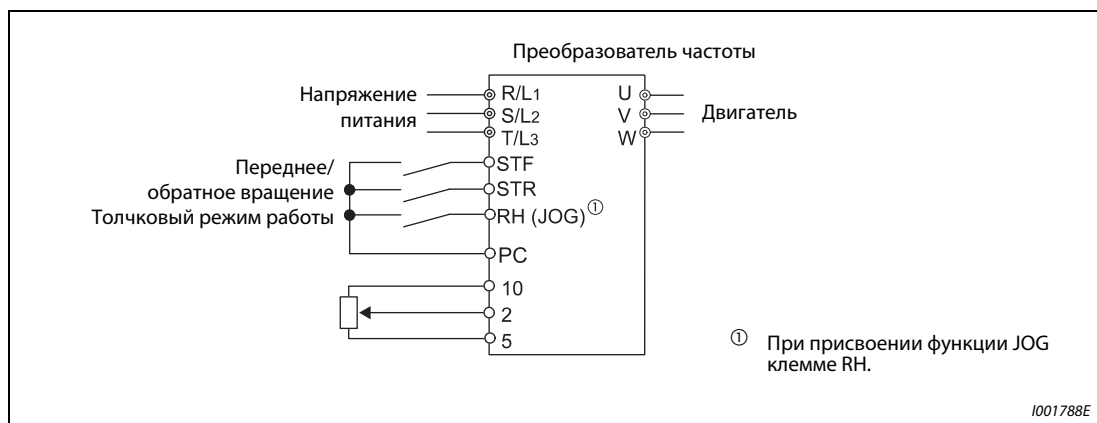 Преобразователь частоты
Напряжение
питания
R/L1
S/L2
T/L3
U
V
W
Двигатель
Переднее/
обратное вращение
Толчковый режим работы
STF
STR
RH (JOG)①
PC
10
2
5
① При присвоении функции JOG
клемме RH.
I001788E